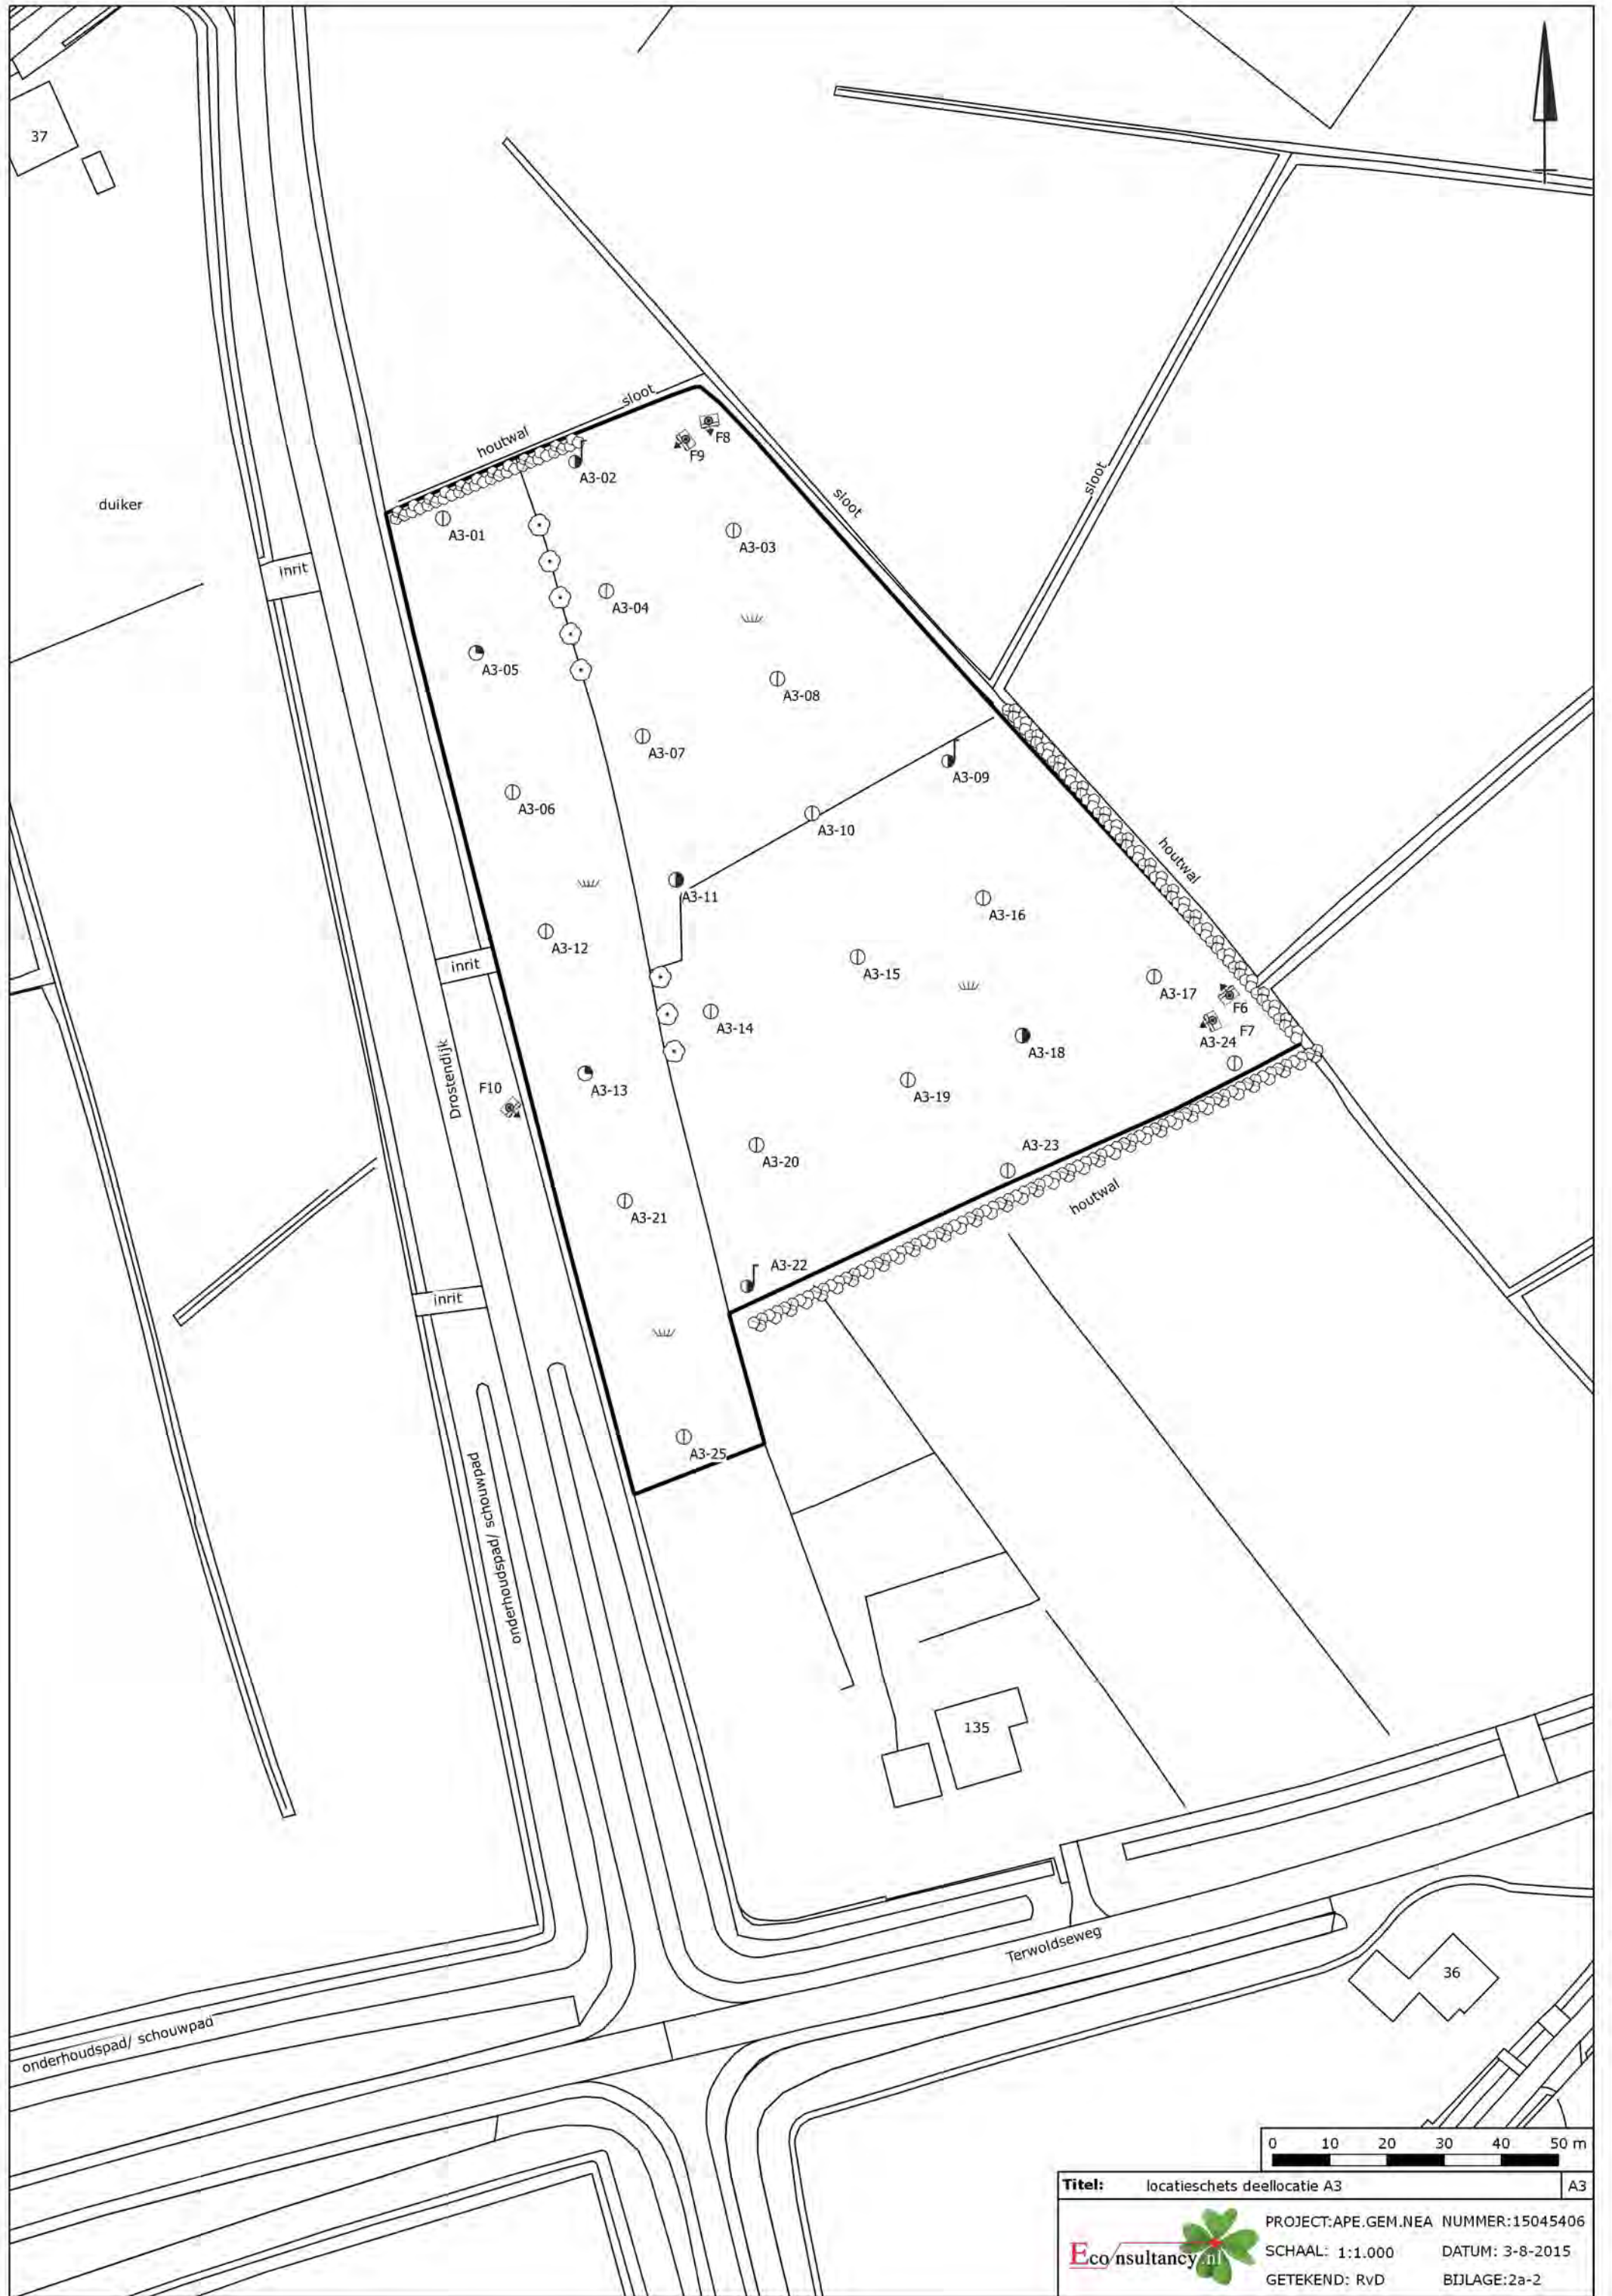 37
sloot
houtwal
F8
F9
A3-02
sloot
sloot
duiker
A3-01
A3-03
inrit
A3-04
A3-05
A3-08
A3-07
A3-09
A3-06
A3-10
houtwal
A3-11
A3-16
A3-12
inrit
A3-15
A3-17
F6
A3-14
F7
A3-24
A3-18
Drostendijk
F10
A3-13
A3-19
A3-23
A3-20
houtwal
A3-21
A3-22
inrit
A3-25
onderhoudspad/ schouwpad
135
Terwoldseweg
36
onderhoudspad/ schouwpad
0 10 20 30 40 50 m
Titel: locatieschets deellocatie A3 A3
PROJECT:APE.GEM.NEA NUMMER:15045406
Econsultancy.nl
SCHAAL: 1:1.000 DATUM: 3-8-2015
GETEKEND: RvD BIJLAGE:2a-2